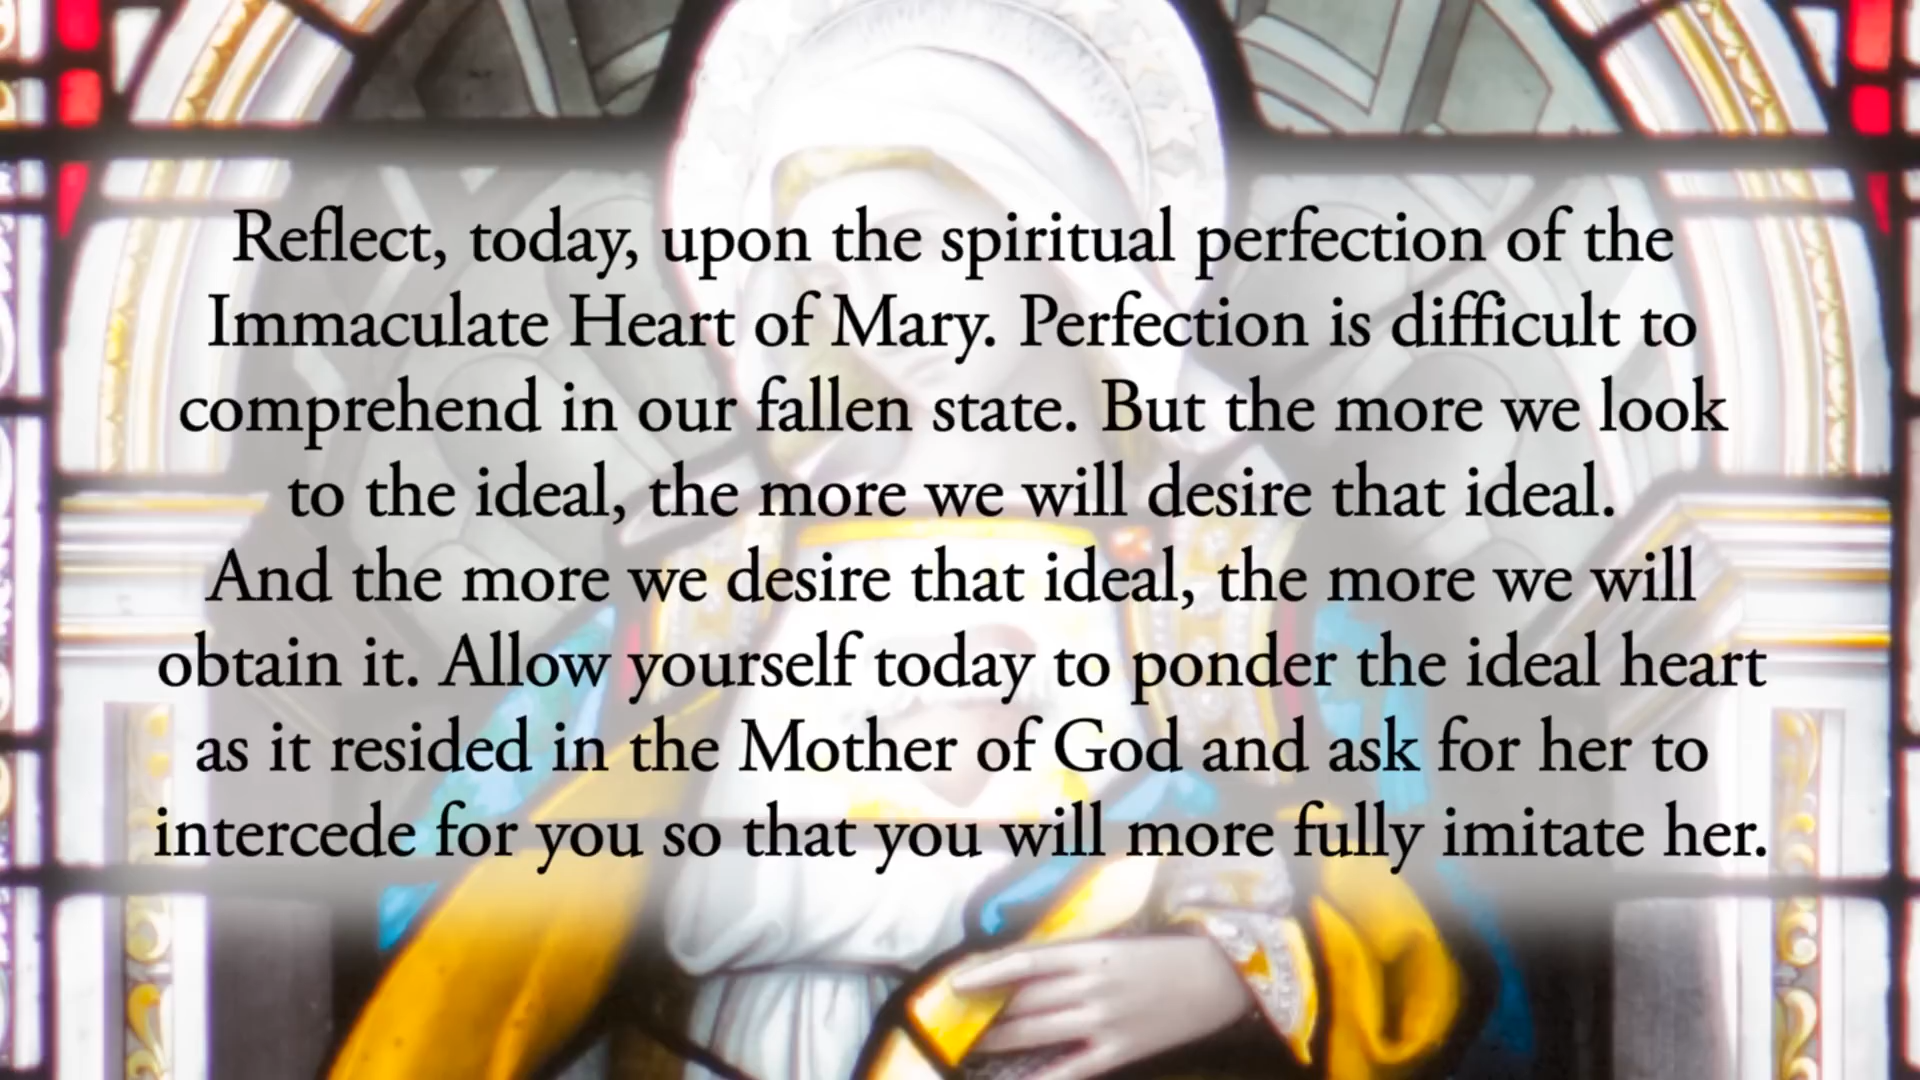 Reflect, today, upon the spiritual perfection of the
Immaculate Heart of Mary. Perfection is difficult to
comprehend in our fallen state. But the more we look
to the ideal, the more we will desire that ideal.
And the more we desire that ideal, the more we will
obtain it. Allow yourself today to ponder the ideal heart
as it resided in the Mother of God and ask for her to
intercede for you so that you will more fully imitate her.